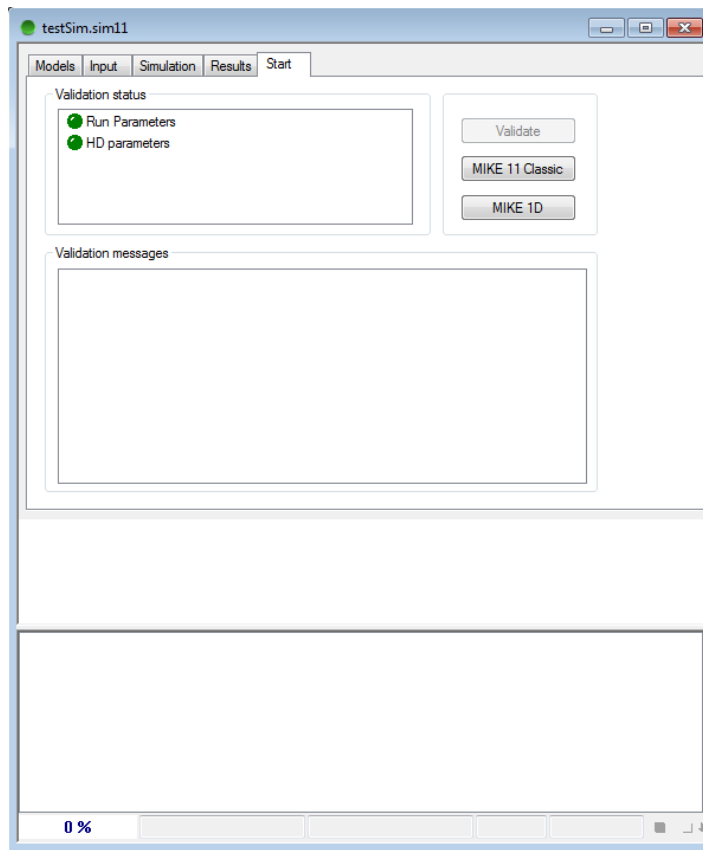 testSim.sim11
Models Input Simulation Results Start
Validation status
Run Parameters
HD parameters
Validate
MIKE 11 Classic
MIKE 1D
Validation messages
0 %